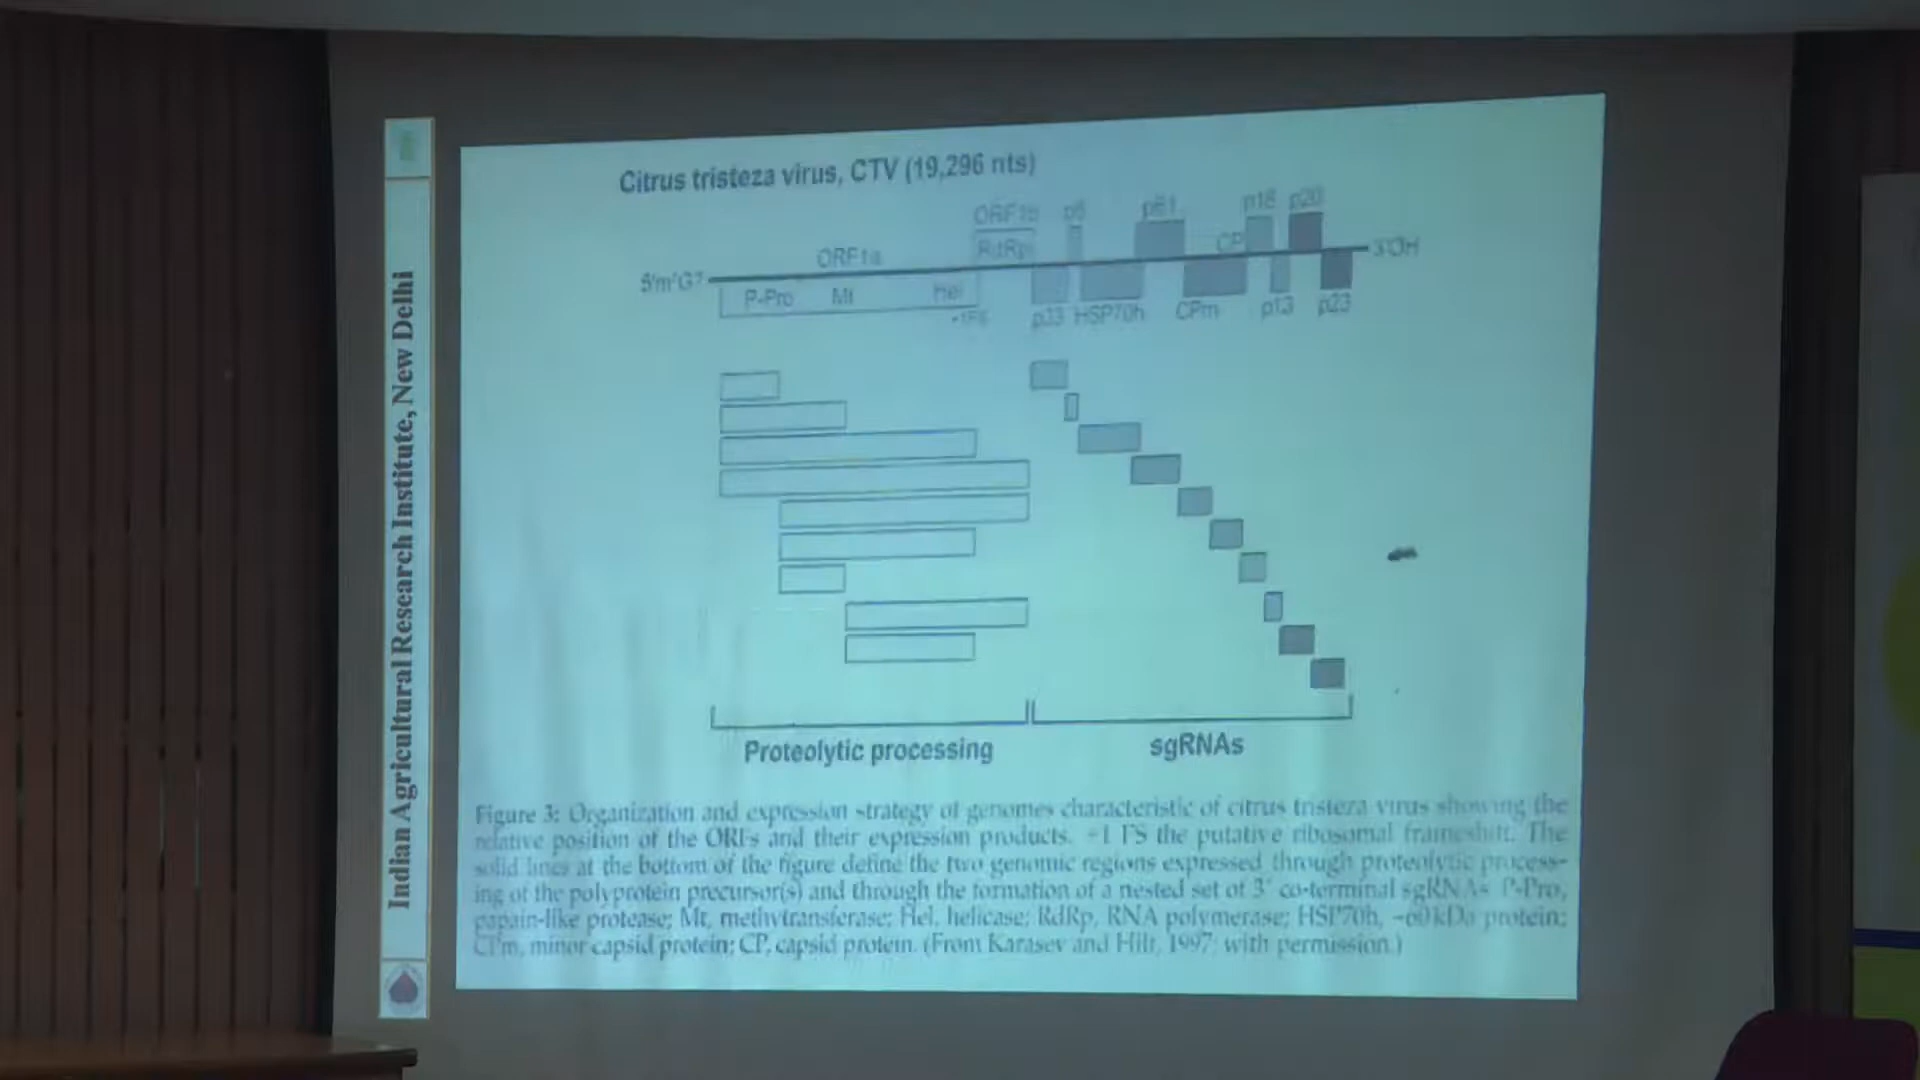 Indian Agricultural Research Institute, New Delhi
Citrus tristeza virus, CTV (19,296 nts)
ORF1b p6 p61 p18 p20
ORF1a RdRp CP 3'OH
5'm⁷G
P-Pro Mt Hel
p33 HSP70h CPm p13 p23
Proteolytic processing sgRNAs
Figure 3: Organization and expression strategy of genomes characteristic of citrus tristeza virus showing the
relative position of the ORFs and their expression products. FS the putative ribosomal frameshift. The
solid lines at the bottom of the figure define the two genomic regions expressed through proteolytic process-
ing of the polyprotein precursor(s) and through the formation of a nested set of 3' co-terminal sgRNAs P-Pro,
papain-like protease; Mt, methytransferase; Hel, helicase; RdRp, RNA polymerase; HSP70h, ~60 kDa protein;
CPm, minor capsid protein; CP, capsid protein. (From Karasev and Hilf, 1997 with permission.)